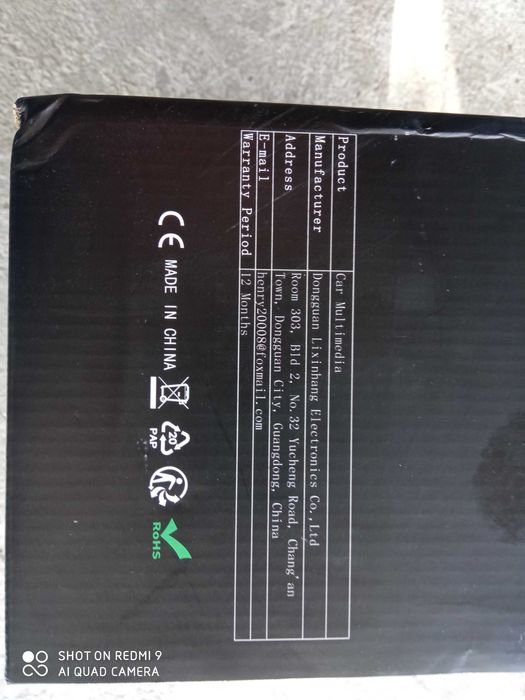 Product Car Multimedia
Manufacturer Dongguan Lixinhang Electronics Co.,Ltd
Address Room 303, Bld 2, No.32 Yucheng Road, Chang'an
Town, Dongguan City, Guangdong, China
E-mail henry20008@foxmail.com
Warranty Period 12 Months
CE MADE IN CHINA
20
PAP
RoHS
SHOT ON REDMI 9
AI QUAD CAMERA